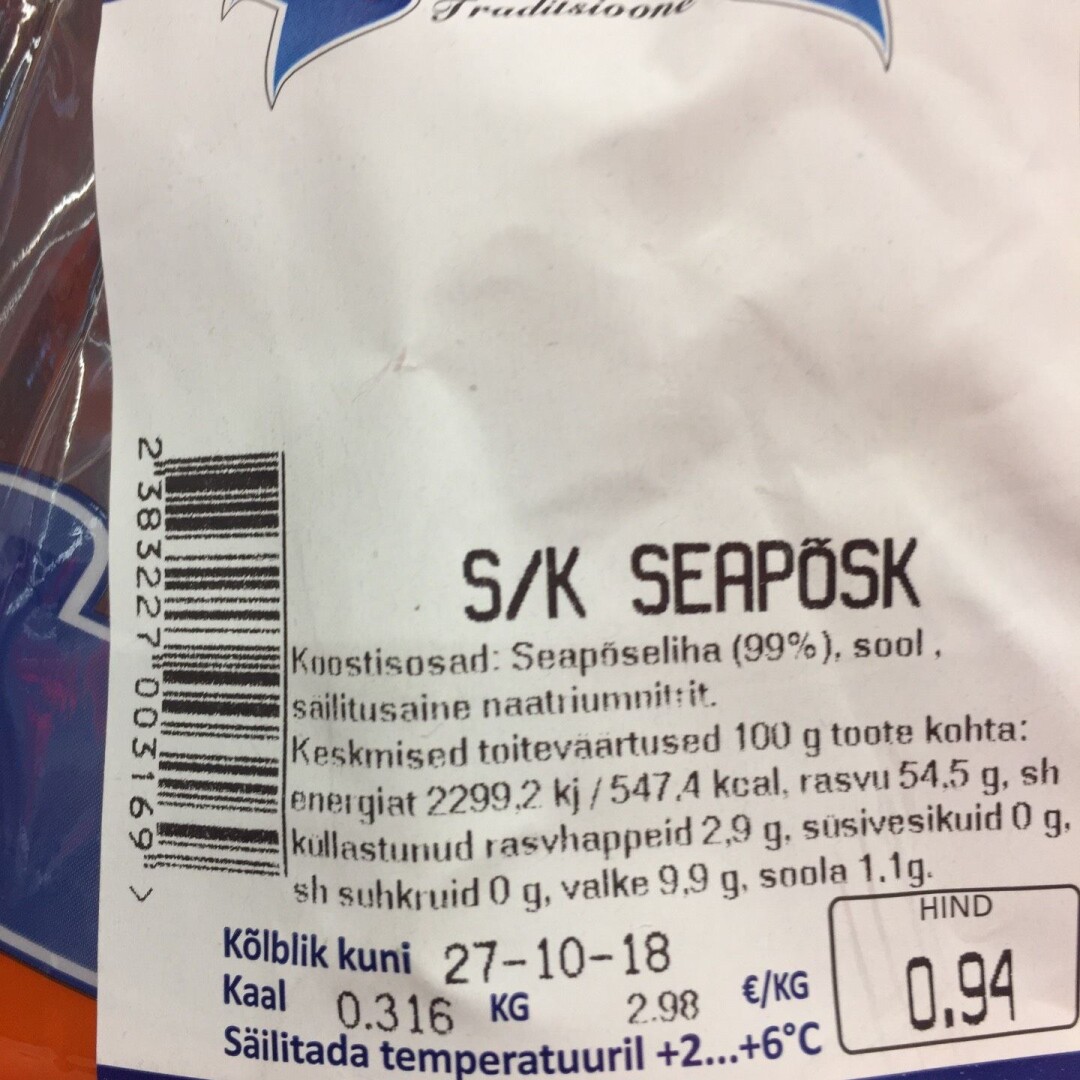 Traditsioone
S/K SEAPÕSK
Koostisosad: Seapõseliha (99%), sool ,
säilitusaine naatriumnitrit.
Keskmised toiteväärtused 100 g toote kohta:
energiat 2299,2 kj / 547,4 kcal, rasvu 54,5 g, sh
küllastunud rasvhappeid 2,9 g, süsivesikuid 0 g,
sh suhkruid 0 g, valke 9,9 g, soola 1.1g.
HIND
Kõlblik kuni 27-10-18
0.94
Kaal 0.316 KG 2.98 €/KG
Säilitada temperatuuril +2...+6°C
2 383227 003169 >